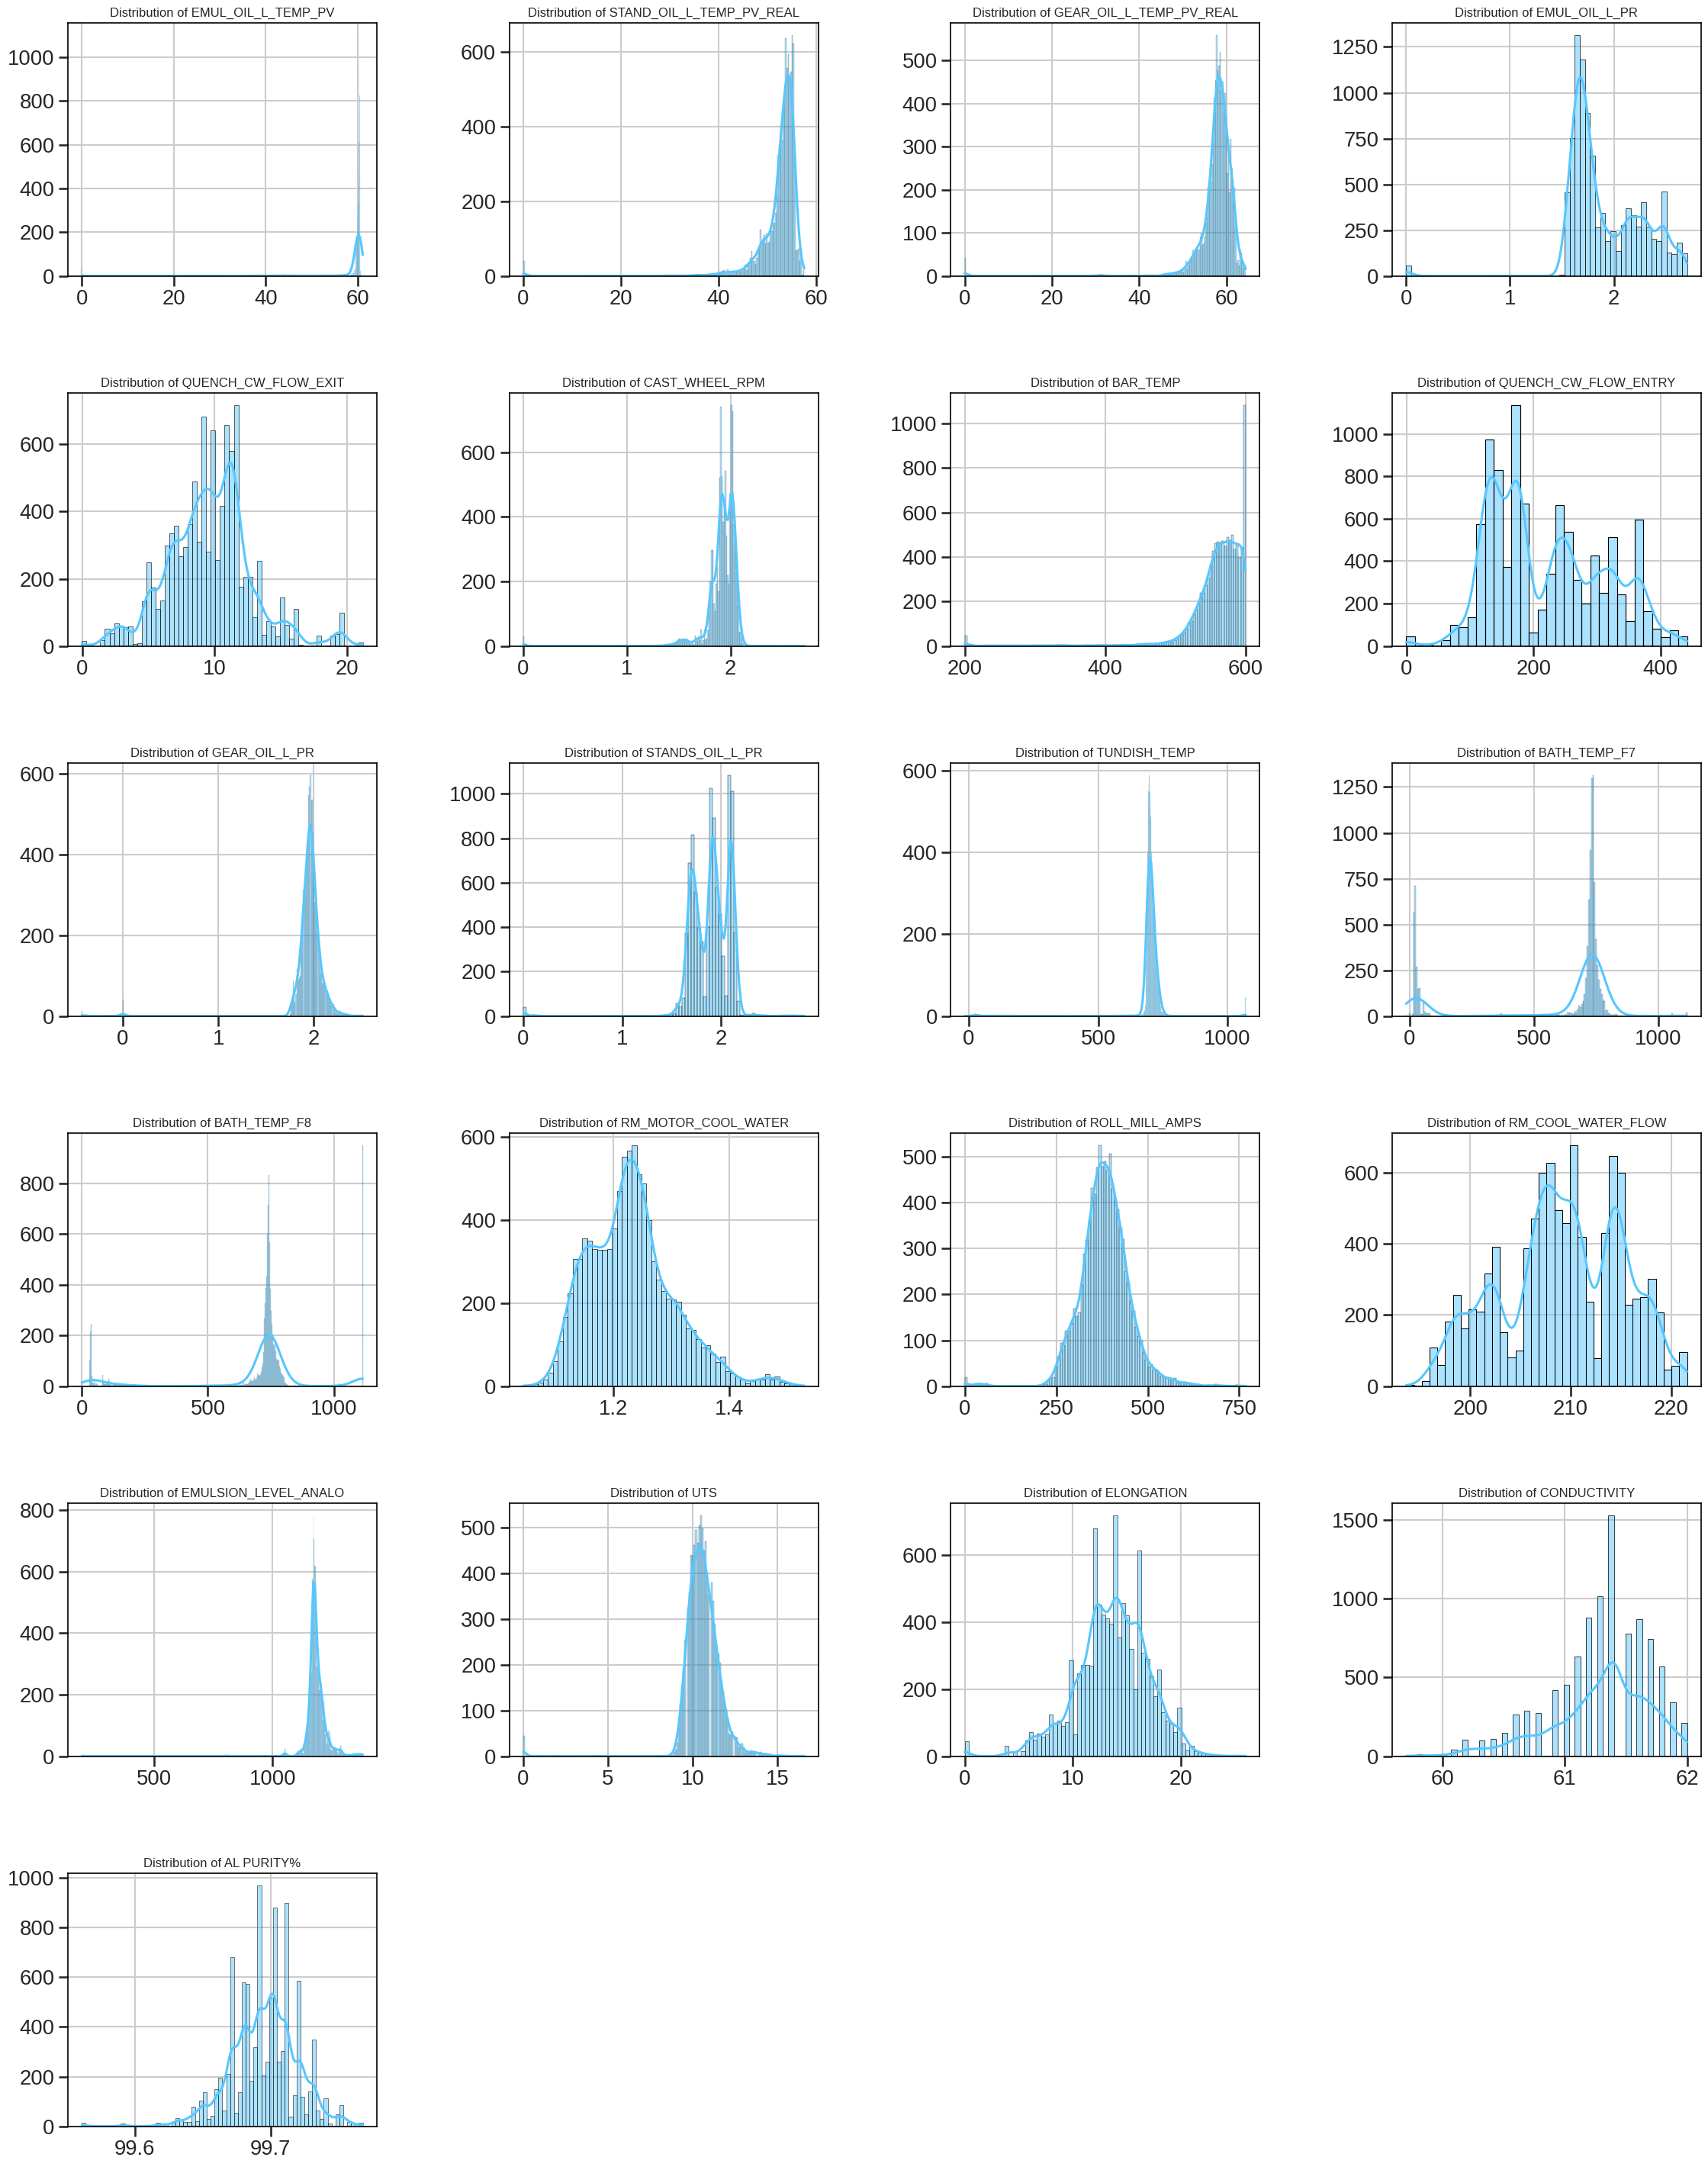 Distribution of EMUL_OIL_L_TEMP_PV
1000
800
600
400
200
0
0 20 40 60
Distribution of STAND_OIL_L_TEMP_PV_REAL
600
400
200
0
0 20 40 60
Distribution of GEAR_OIL_L_TEMP_PV_REAL
500
400
300
200
100
0
0 20 40 60
Distribution of EMUL_OIL_L_PR
1250
1000
750
500
250
0
0 1 2
Distribution of QUENCH_CW_FLOW_EXIT
600
400
200
0
0 10 20
Distribution of CAST_WHEEL_RPM
600
400
200
0
0 1 2
Distribution of BAR_TEMP
1000
800
600
400
200
0
200 400 600
Distribution of QUENCH_CW_FLOW_ENTRY
1000
800
600
400
200
0
0 200 400
Distribution of GEAR_OIL_L_PR
600
400
200
0
0 1 2
Distribution of STANDS_OIL_L_PR
1000
800
600
400
200
0
0 1 2
Distribution of TUNDISH_TEMP
600
400
200
0
0 500 1000
Distribution of BATH_TEMP_F7
1250
1000
750
500
250
0
0 500 1000
Distribution of BATH_TEMP_F8
800
600
400
200
0
0 500 1000
Distribution of RM_MOTOR_COOL_WATER
600
400
200
0
1.2 1.4
Distribution of ROLL_MILL_AMPS
500
400
300
200
100
0
0 250 500 750
Distribution of RM_COOL_WATER_FLOW
600
400
200
0
200 210 220
Distribution of EMULSION_LEVEL_ANALO
800
600
400
200
0
500 1000
Distribution of UTS
500
400
300
200
100
0
0 5 10 15
Distribution of ELONGATION
600
400
200
0
0 10 20
Distribution of CONDUCTIVITY
1500
1000
500
0
60 61 62
Distribution of AL PURITY%
1000
800
600
400
200
0
99.6 99.7